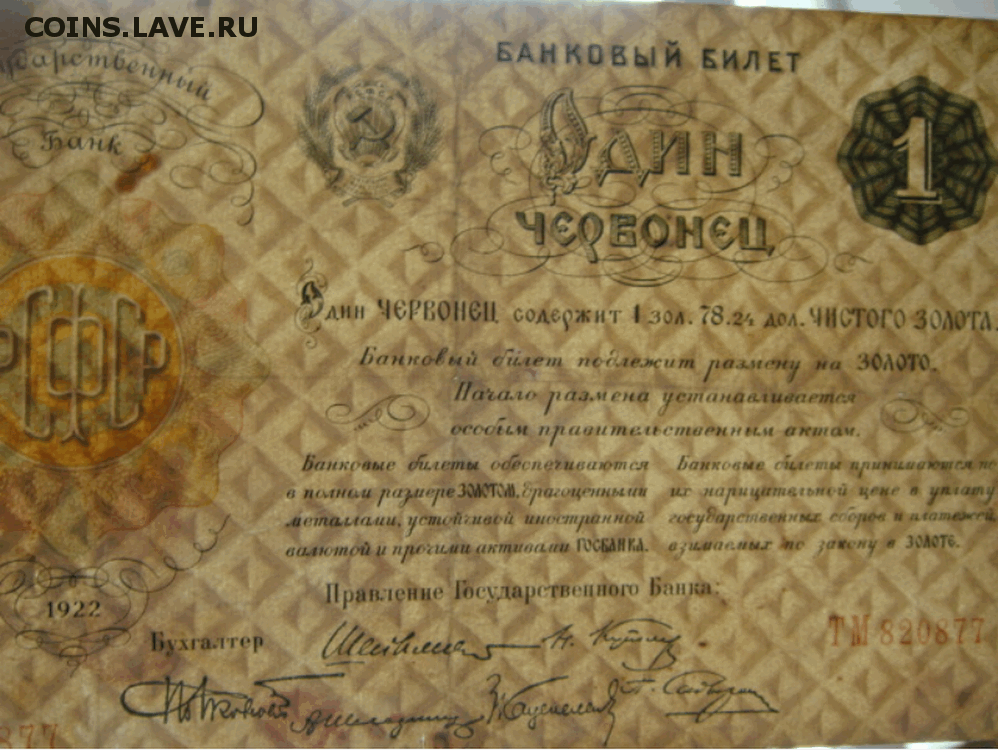 COINS.LAVE.RU
Государственный
Банк
БАНКОВЫЙ БИЛЕТ
ОДИН
ЧЕРВОНЕЦ
1
Один ЧЕРВОНЕЦ содержит 1 зол. 78.24 дол. ЧИСТОГО ЗОЛОТА.
Банковый билет подлежит размену на ЗОЛОТО.
Начало размена устанавливается
особым правительственным актом.
РСФСР
Банковые билеты обеспечиваются
в полном размере ЗОЛОТОМ, драгоценными
металлами, устойчивой иностранной
валютой и прочими активами ГОСБАНКА.
Банковые билеты принимаются по
их нарицательной цене в уплату
государственных сборов и платежей,
взимаемых по закону в ЗОЛОТЕ.
1922
Правление Государственного Банка:
Бухгалтер
ТМ 820877
877